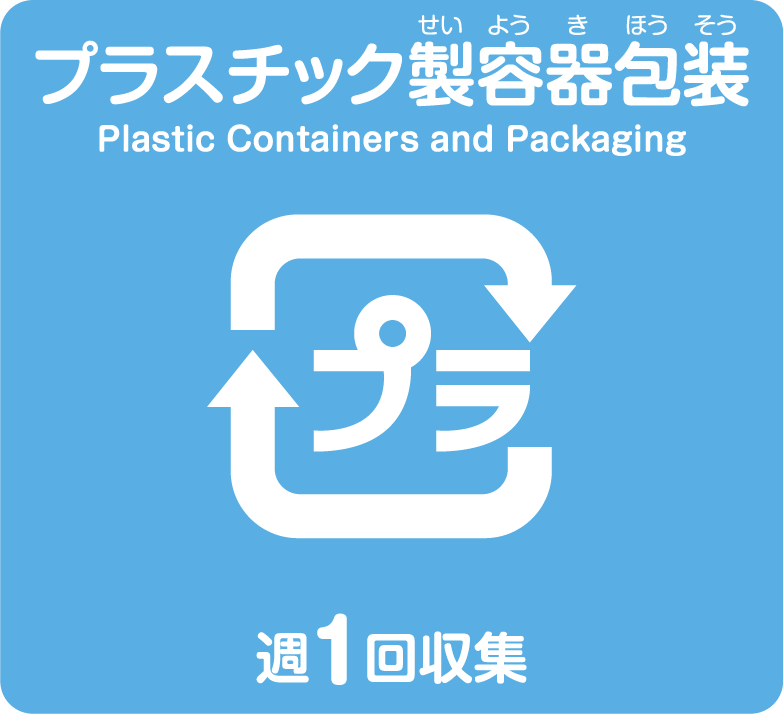 せい よう き ほう そう
プラスチック製容器包装
Plastic Containers and Packaging
プラ
週1回収集